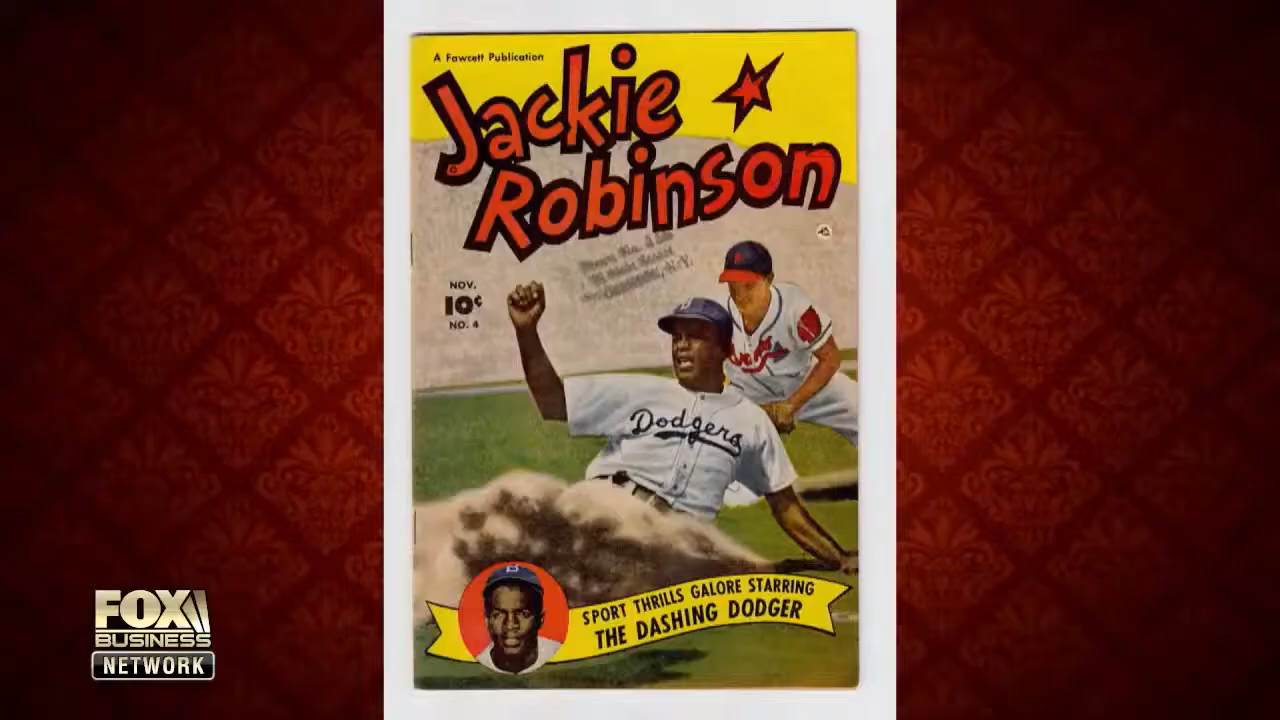 A Fawcett Publication
Jackie
Robinson
NOV.
10¢
NO. 4
Dodgers
B
SPORT THRILLS GALORE STARRING
THE DASHING DODGER
FOX
BUSINESS
NETWORK